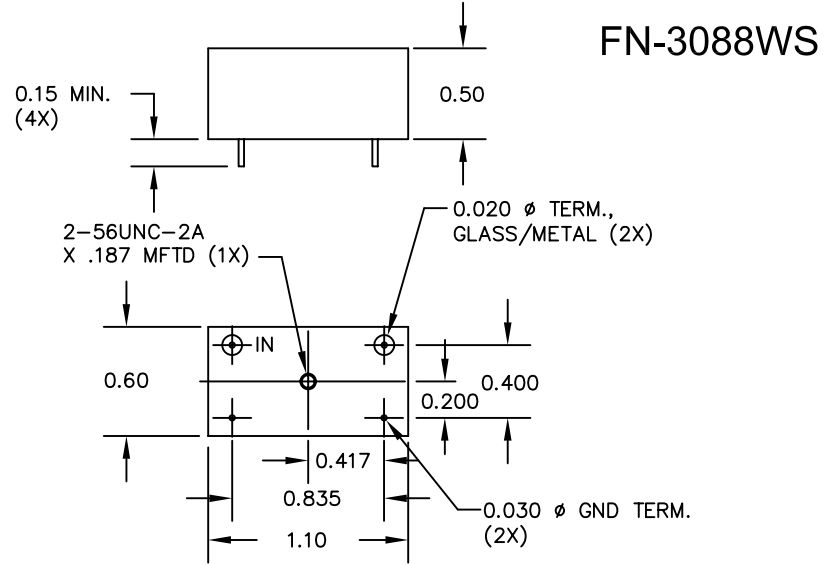 FN-3088WS
0.15 MIN.
(4X)
0.50
0.020 ø TERM.,
GLASS/METAL (2X)
2-56UNC-2A
X .187 MFTD (1X)
IN
0.60
0.400
0.200
0.417
0.835
0.030 ø GND TERM.
(2X)
1.10